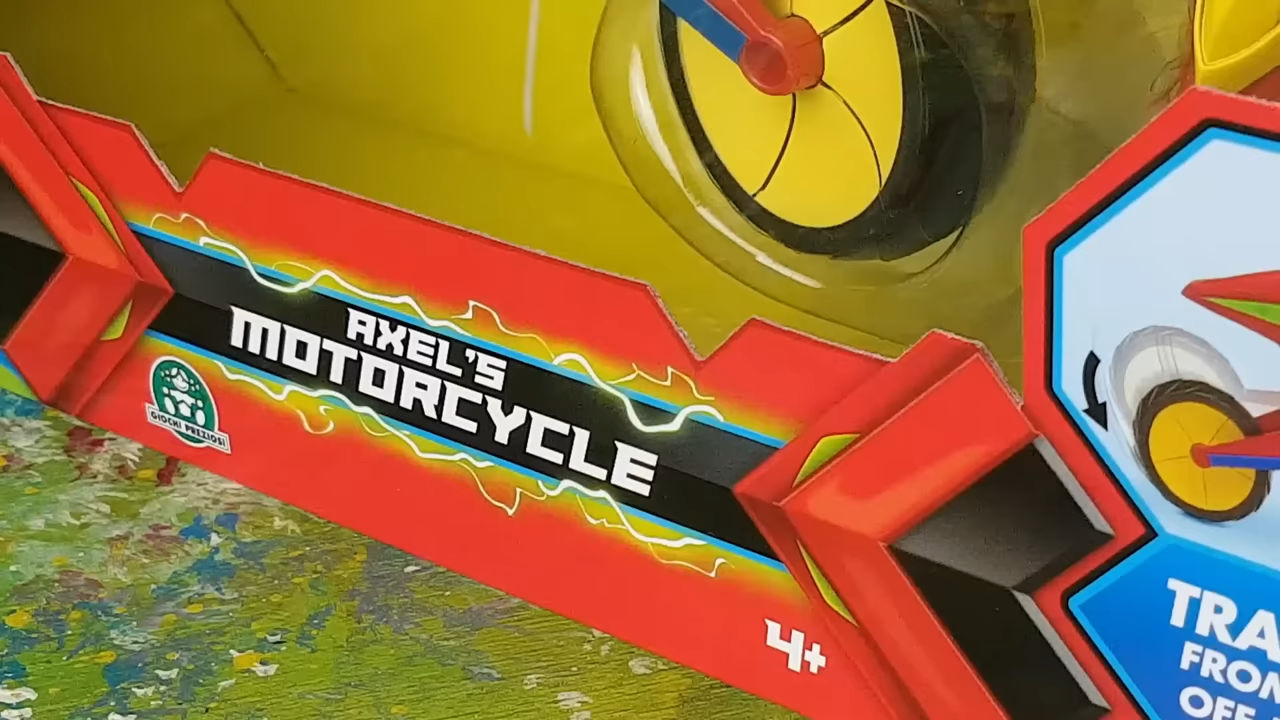 AXEL'S
MOTORCYCLE
GIOCHI PREZIOSI
4+
TRA
FROM
OFF